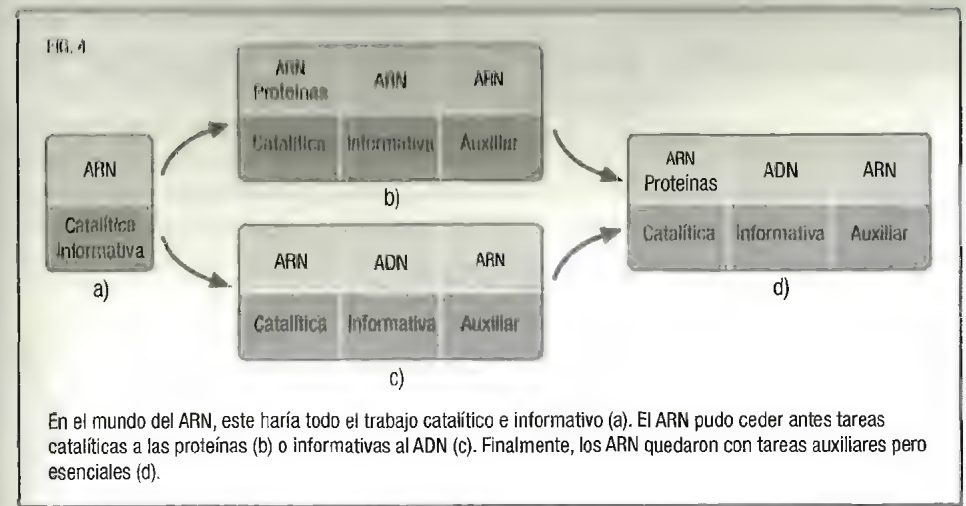 FIG. 4
ARN
Proteínas
ARN
ARN
Catalítica
Informativa
Auxiliar
b)
ARN
Catalítica
Informativa
a)
ARN
ADN
ARN
Catalítica
Informativa
Auxiliar
c)
ARN
Proteínas
ADN
ARN
Catalítica
Informativa
Auxiliar
d)
En el mundo del ARN, este haría todo el trabajo catalítico e informativo (a). El ARN pudo ceder antes tareas
catalíticas a las proteínas (b) o informativas al ADN (c). Finalmente, los ARN quedaron con tareas auxiliares pero
esenciales (d).